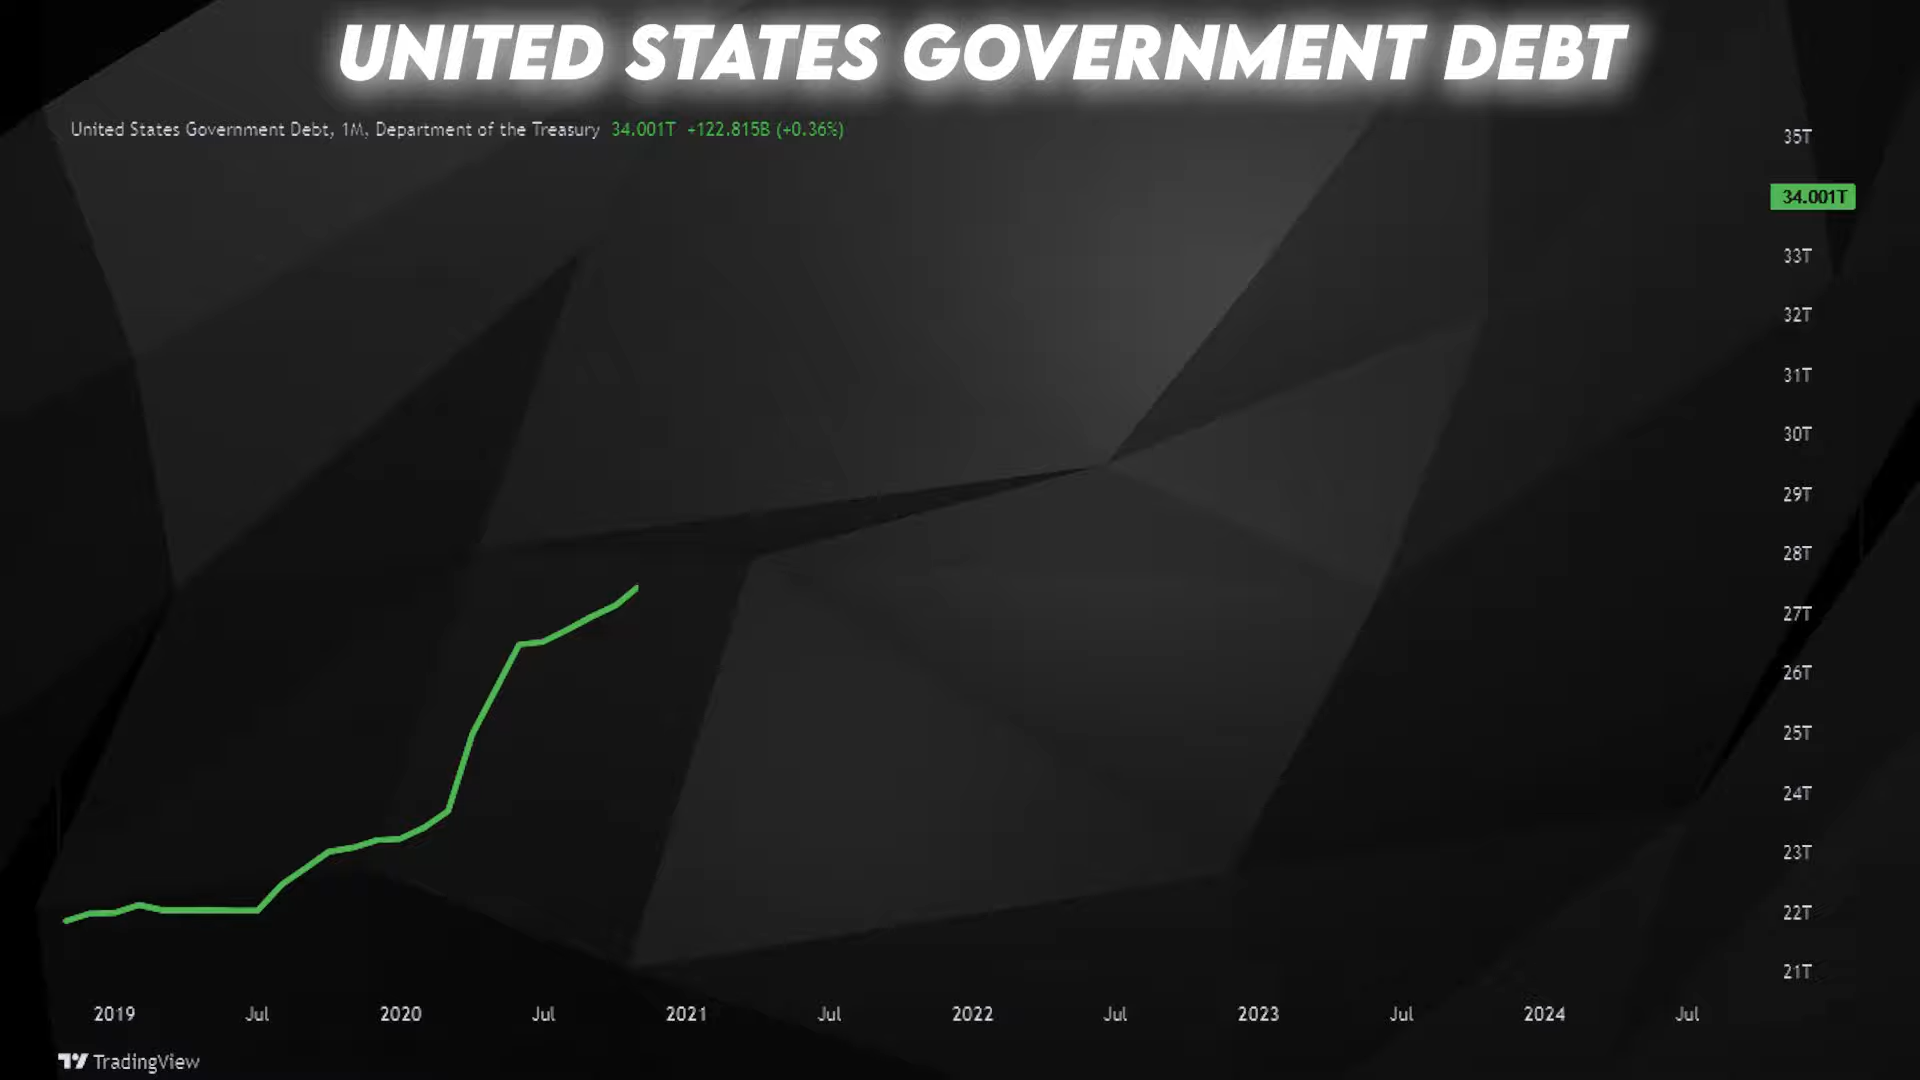 UNITED STATES GOVERNMENT DEBT
United States Government Debt, 1M, Department of the Treasury 34.001T +122.815B (+0.36%)
35T
34.001T
33T
32T
31T
30T
29T
28T
27T
26T
25T
24T
23T
22T
21T
2019 Jul 2020 Jul 2021 Jul 2022 Jul 2023 Jul 2024 Jul
TradingView